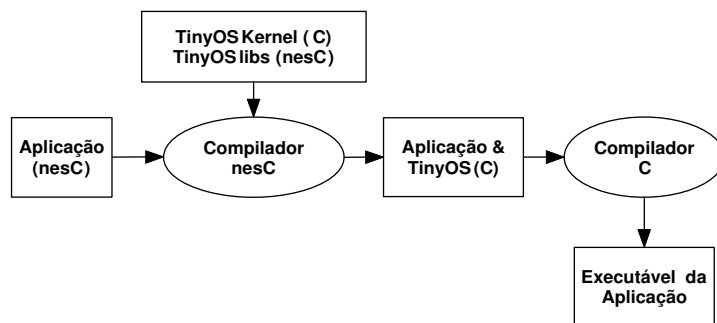 TinyOS Kernel (C)
TinyOS libs (nesC)
Aplicação
(nesC)
Compilador
nesC
Aplicação &
TinyOS (C)
Compilador
C
Executável da
Aplicação